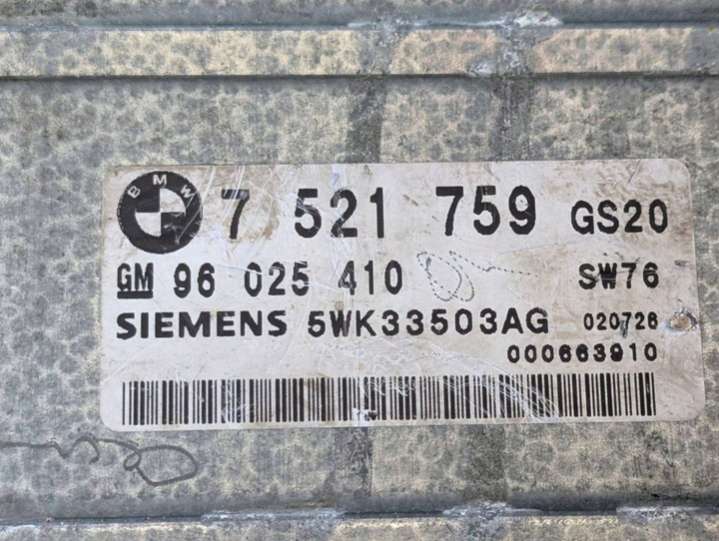 BMW 7 521 759 GS20
GM 96 025 410 SW76
SIEMENS 5WK33503AG 020726
000663910